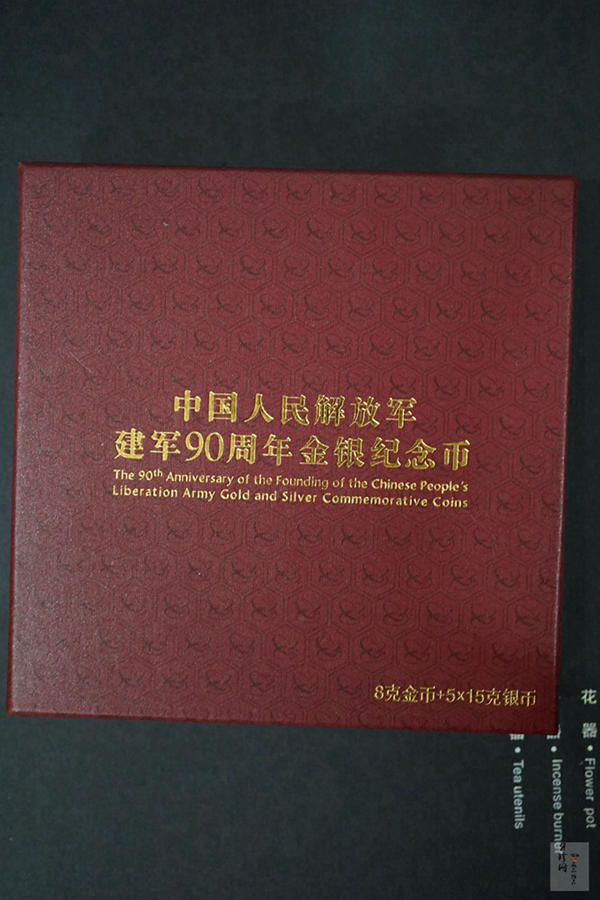 中国人民解放军
建军90周年金银纪念币
The 90th Anniversary of the Founding of the Chinese People's
Liberation Army Gold and Silver Commemorative Coins
8克金币+5×15克银币
花 器 • Flower pot
• Incense burner
器 • Tea utenils